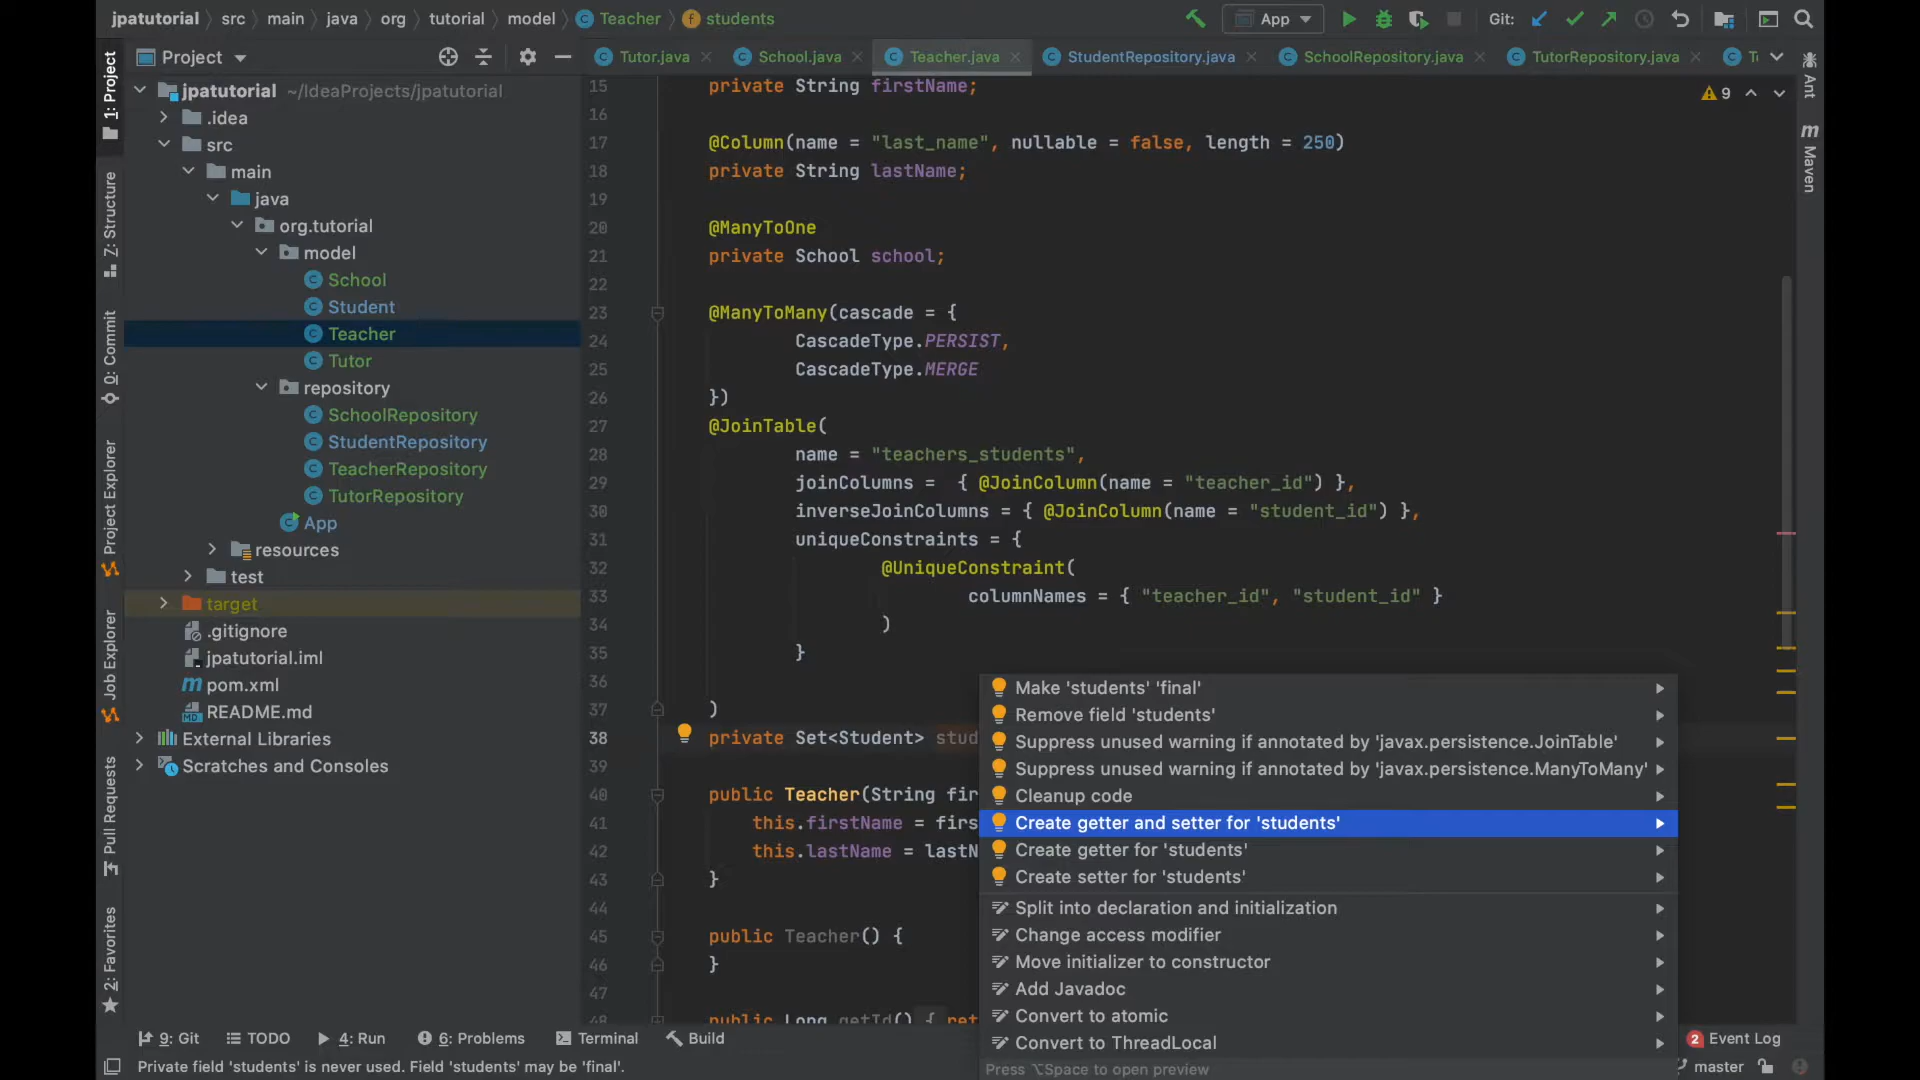 jpatutorial src main java org tutorial model Teacher students
App
Git:
Project
Tutor.java
School.java
Teacher.java
StudentRepository.java
SchoolRepository.java
TutorRepository.java
1: Project
Z: Structure
0: Commit
Project Explorer
Job Explorer
Pull Requests
2: Favorites
jpatutorial ~/IdeaProjects/jpatutorial
.idea
src
main
java
org.tutorial
model
School
Student
Teacher
Tutor
repository
SchoolRepository
StudentRepository
TeacherRepository
TutorRepository
App
resources
test
target
.gitignore
jpatutorial.iml
pom.xml
README.md
External Libraries
Scratches and Consoles
15 private String firstName;
16
17 @Column(name = "last_name", nullable = false, length = 250)
18 private String lastName;
19
20 @ManyToOne
21 private School school;
22
23 @ManyToMany(cascade = {
24 CascadeType.PERSIST,
25 CascadeType.MERGE
26 })
27 @JoinTable(
28 name = "teachers_students",
29 joinColumns = { @JoinColumn(name = "teacher_id") },
30 inverseJoinColumns = { @JoinColumn(name = "student_id") },
31 uniqueConstraints = {
32 @UniqueConstraint(
33 columnNames = { "teacher_id", "student_id" }
34 )
35 }
36
37 )
38 private Set<Student> stud
39
40 public Teacher(String fir
41 this.firstName = firs
42 this.lastName = lastN
43 }
44
45 public Teacher() {
46 }
47
48 public Long getId() { ret
9
Ant
Maven
Make 'students' 'final'
Remove field 'students'
Suppress unused warning if annotated by 'javax.persistence.JoinTable'
Suppress unused warning if annotated by 'javax.persistence.ManyToMany'
Cleanup code
Create getter and setter for 'students'
Create getter for 'students'
Create setter for 'students'
Split into declaration and initialization
Change access modifier
Move initializer to constructor
Add Javadoc
Convert to atomic
Convert to ThreadLocal
Press ⌥Space to open preview
9: Git
TODO
4: Run
6: Problems
Terminal
Build
2 Event Log
Private field 'students' is never used. Field 'students' may be 'final'.
master